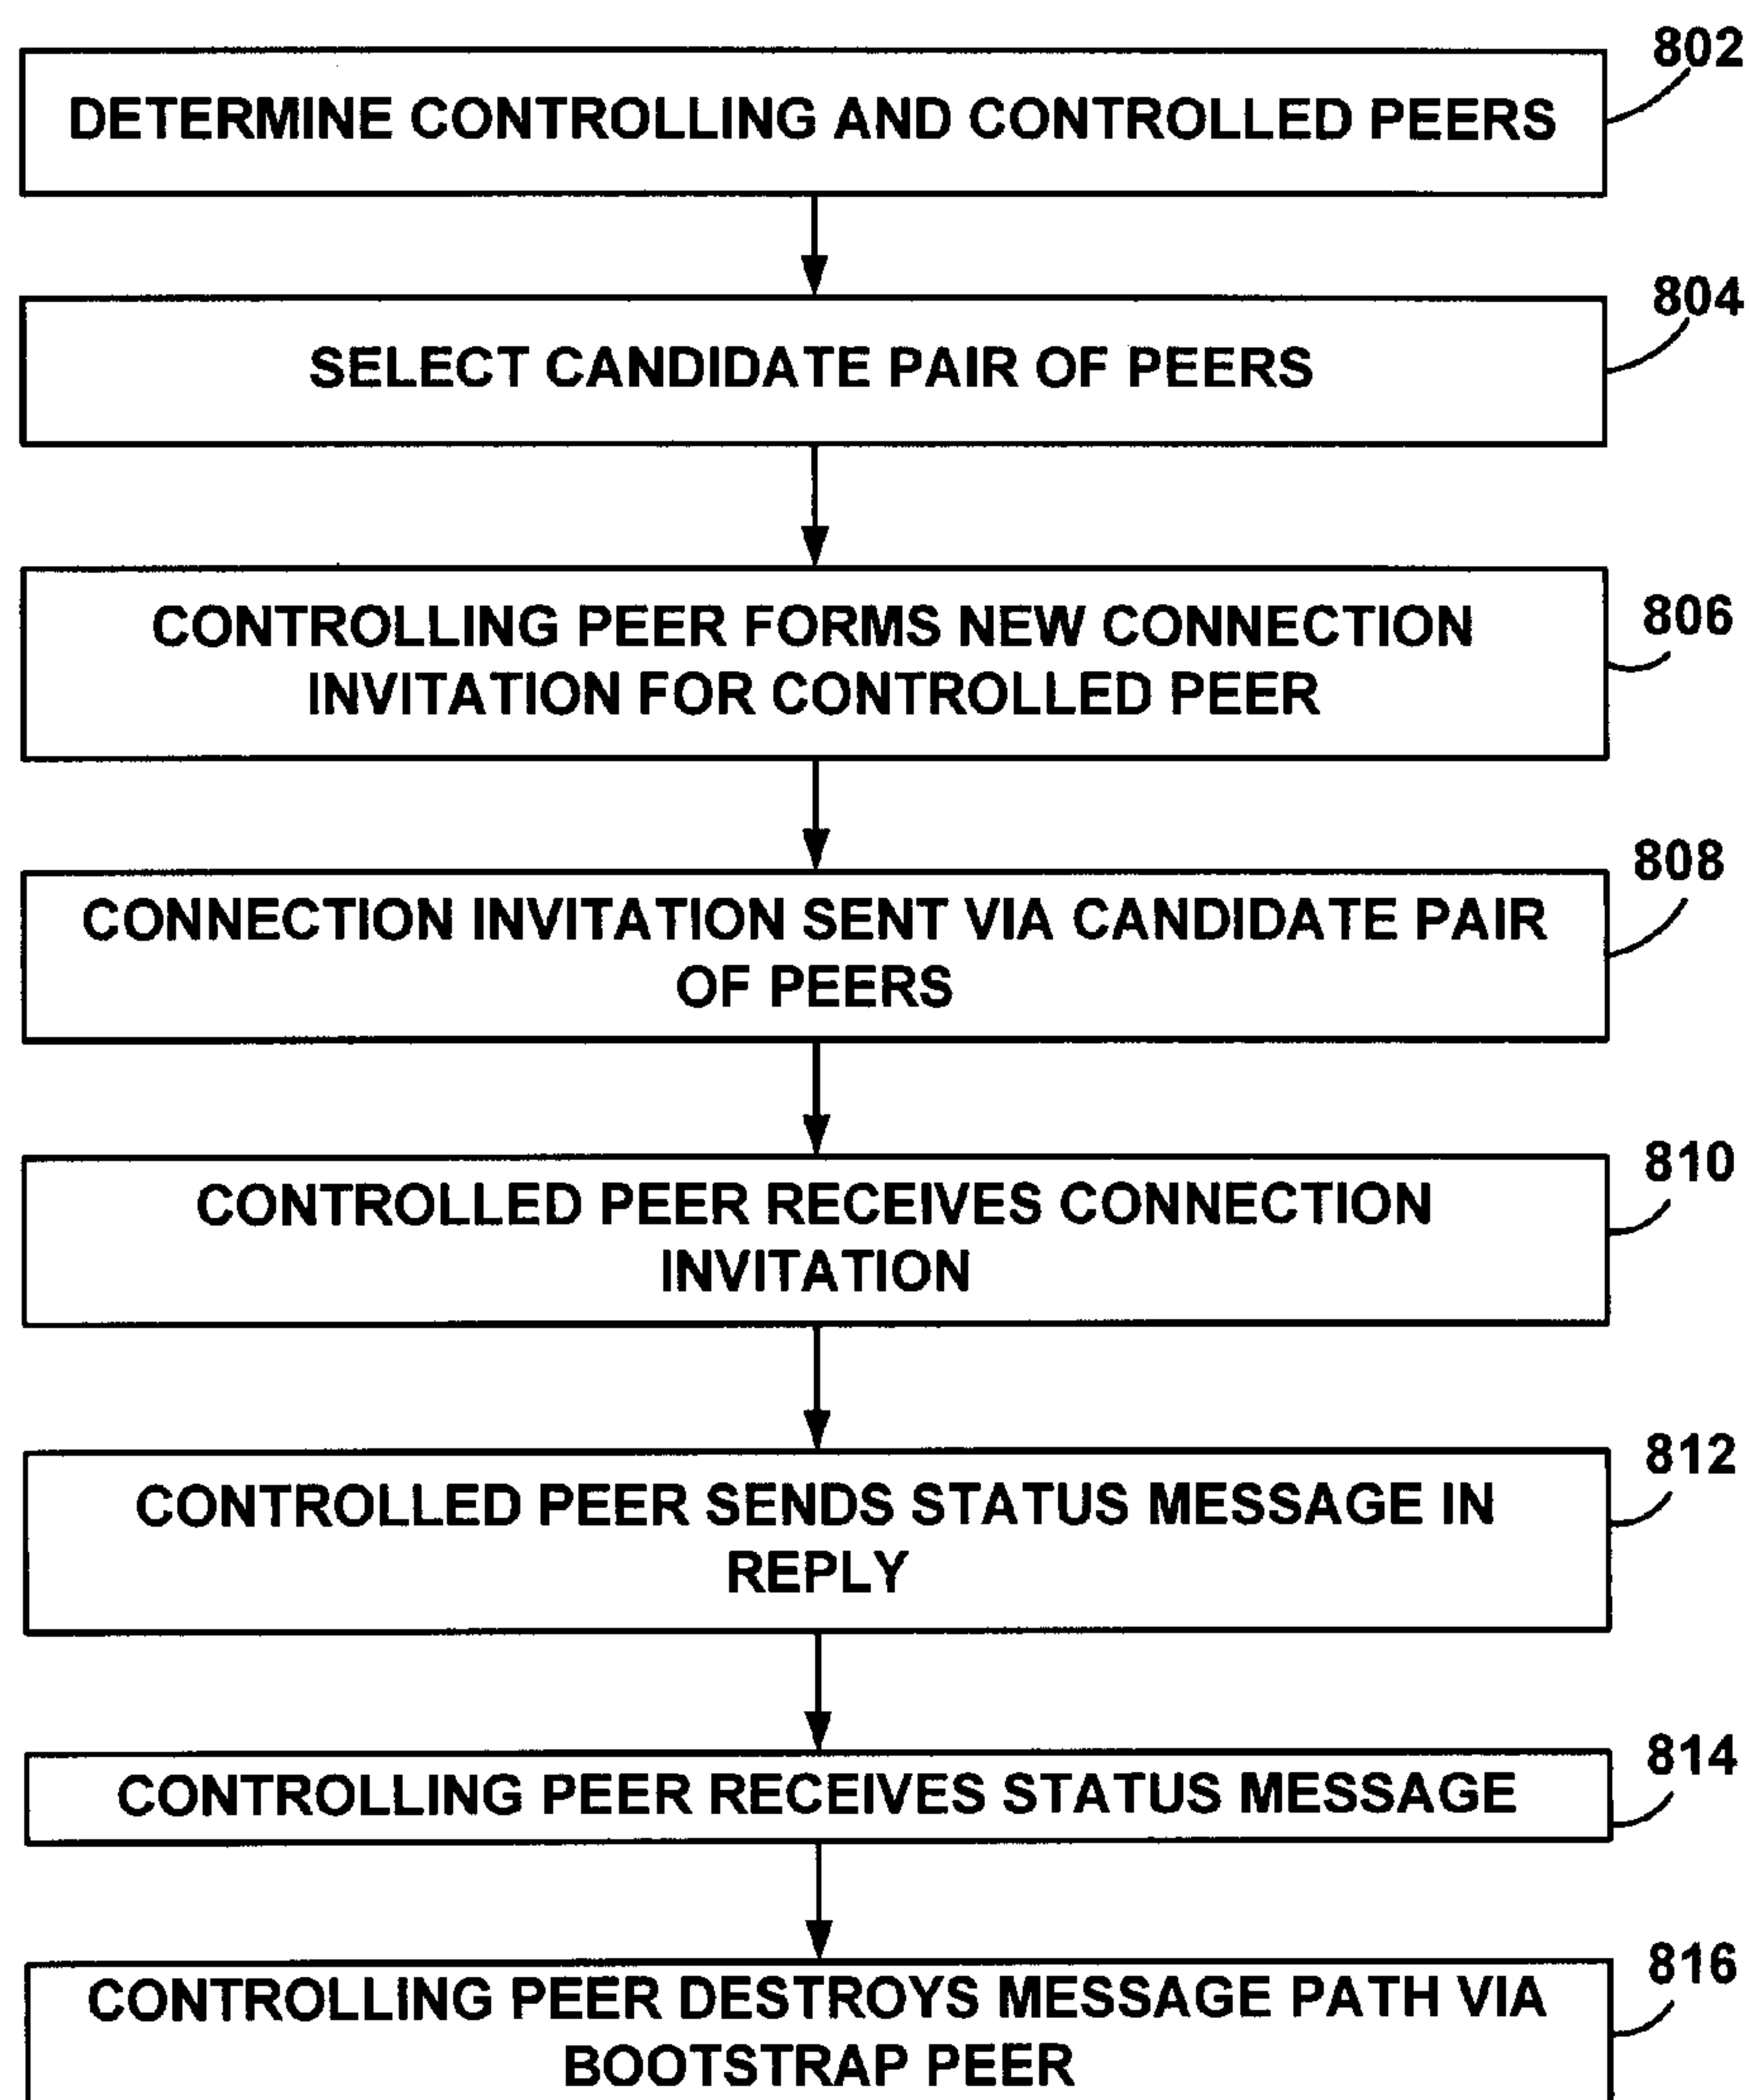 802
DETERMINE CONTROLLING AND CONTROLLED PEERS
804
SELECT CANDIDATE PAIR OF PEERS
806
CONTROLLING PEER FORMS NEW CONNECTION
INVITATION FOR CONTROLLED PEER
808
CONNECTION INVITATION SENT VIA CANDIDATE PAIR
OF PEERS
810
CONTROLLED PEER RECEIVES CONNECTION
INVITATION
812
CONTROLLED PEER SENDS STATUS MESSAGE IN
REPLY
814
CONTROLLING PEER RECEIVES STATUS MESSAGE
816
CONTROLLING PEER DESTROYS MESSAGE PATH VIA
BOOTSTRAP PEER